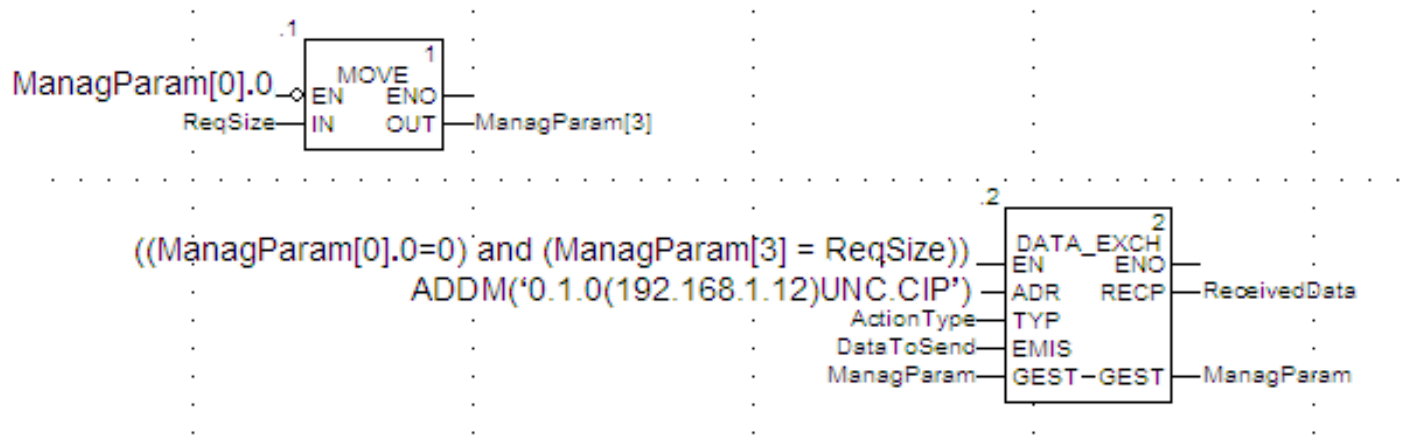 .1
1
MOVE
ManagParam[0].0 EN ENO
ReqSize IN OUT ManagParam[3]
.2
2
DATA_EXCH
((ManagParam[0].0=0) and (ManagParam[3] = ReqSize)) EN ENO
ADDM(‘0.1.0(192.168.1.12)UNC.CIP’) ADR RECP ReceivedData
ActionType TYP
DataToSend EMIS
ManagParam GEST GEST ManagParam